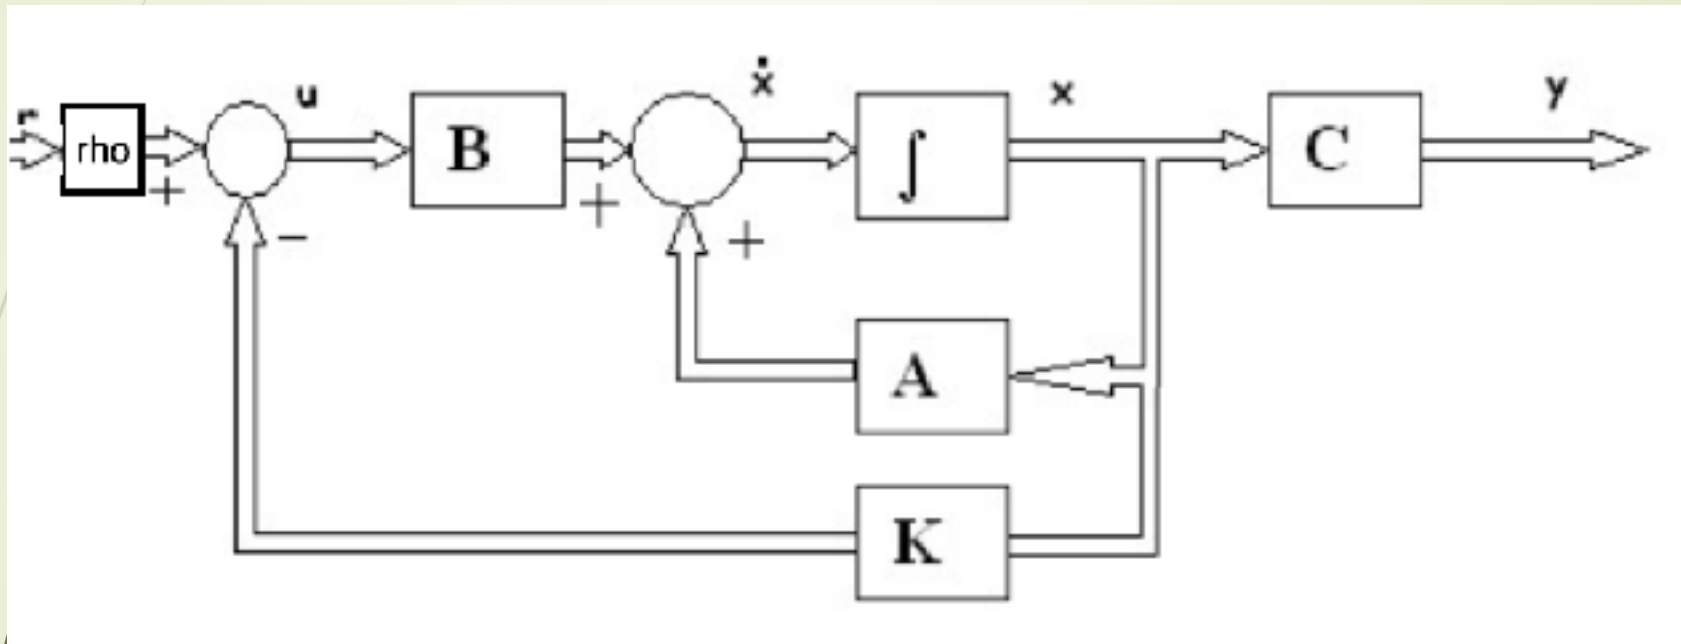 ẋ
u x y
r rho B ∫ C
+
+
− +
A
K